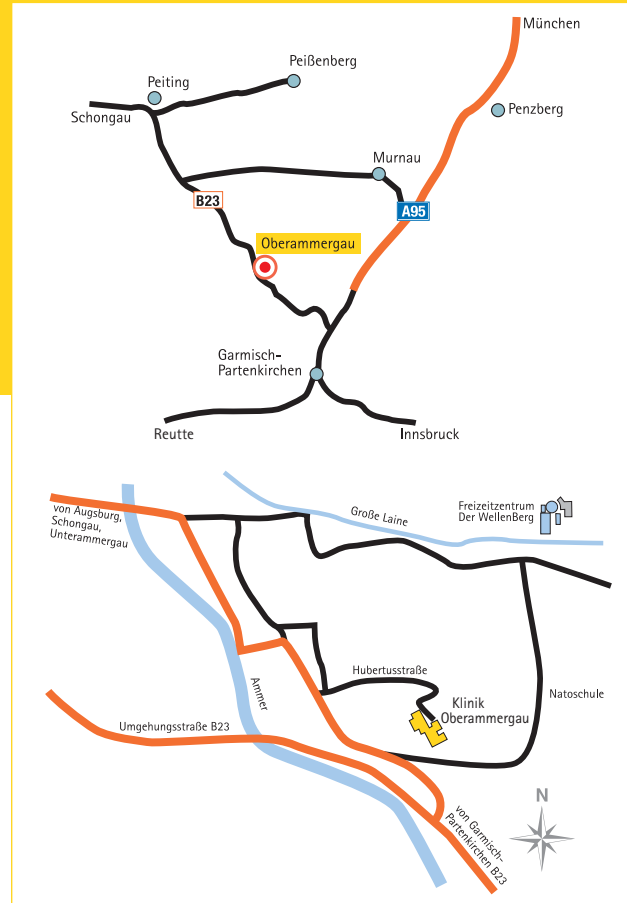 München
Peißenberg
Peiting
Penzberg
Schongau
Murnau
B23
A95
Oberammergau
Garmisch-
Partenkirchen
Reutte
Innsbruck
von Augsburg,
Schongau,
Unterammergau
Große Laine
Freizeitzentrum
Der WellenBerg
Hubertusstraße
Ammer
Klinik
Oberammergau
Natoschule
Umgehungsstraße B23
N
von Garmisch-
Partenkirchen B23